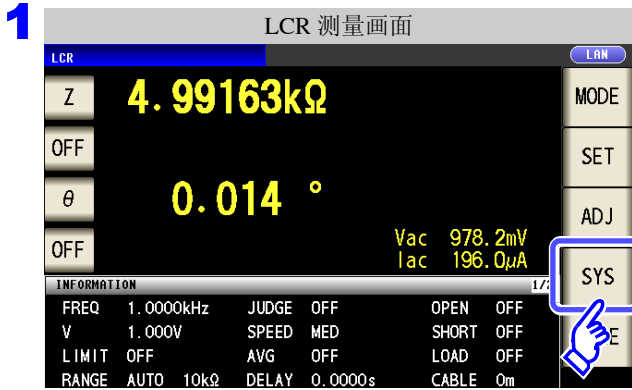 1
LCR 测量画面
LCR
LAN
Z 4.99163kΩ
MODE
OFF
SET
θ 0.014 °
ADJ
OFF
Vac 978.2mV
Iac 196.0μA
SYS
INFORMATION
FREQ 1.0000kHz JUDGE OFF OPEN OFF
V 1.000V SPEED MED SHORT OFF
LIMIT OFF AVG OFF LOAD OFF
RANGE AUTO 10kΩ DELAY 0.0000s CABLE 0m